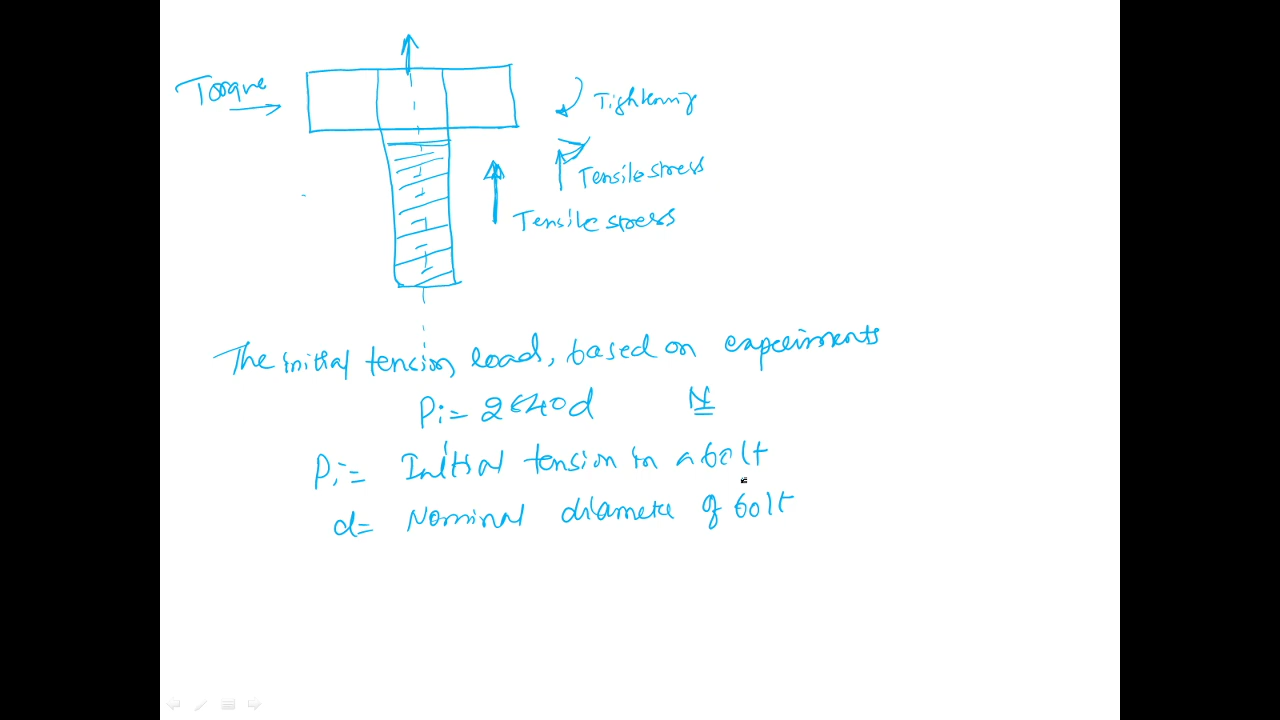 Torque
Tightening
Tensile stress
Tensile stress
The initial tension load, based on experiments
Pi = 2840d N
Pi = Initial tension in a bolt
d = Nominal diameter of bolt